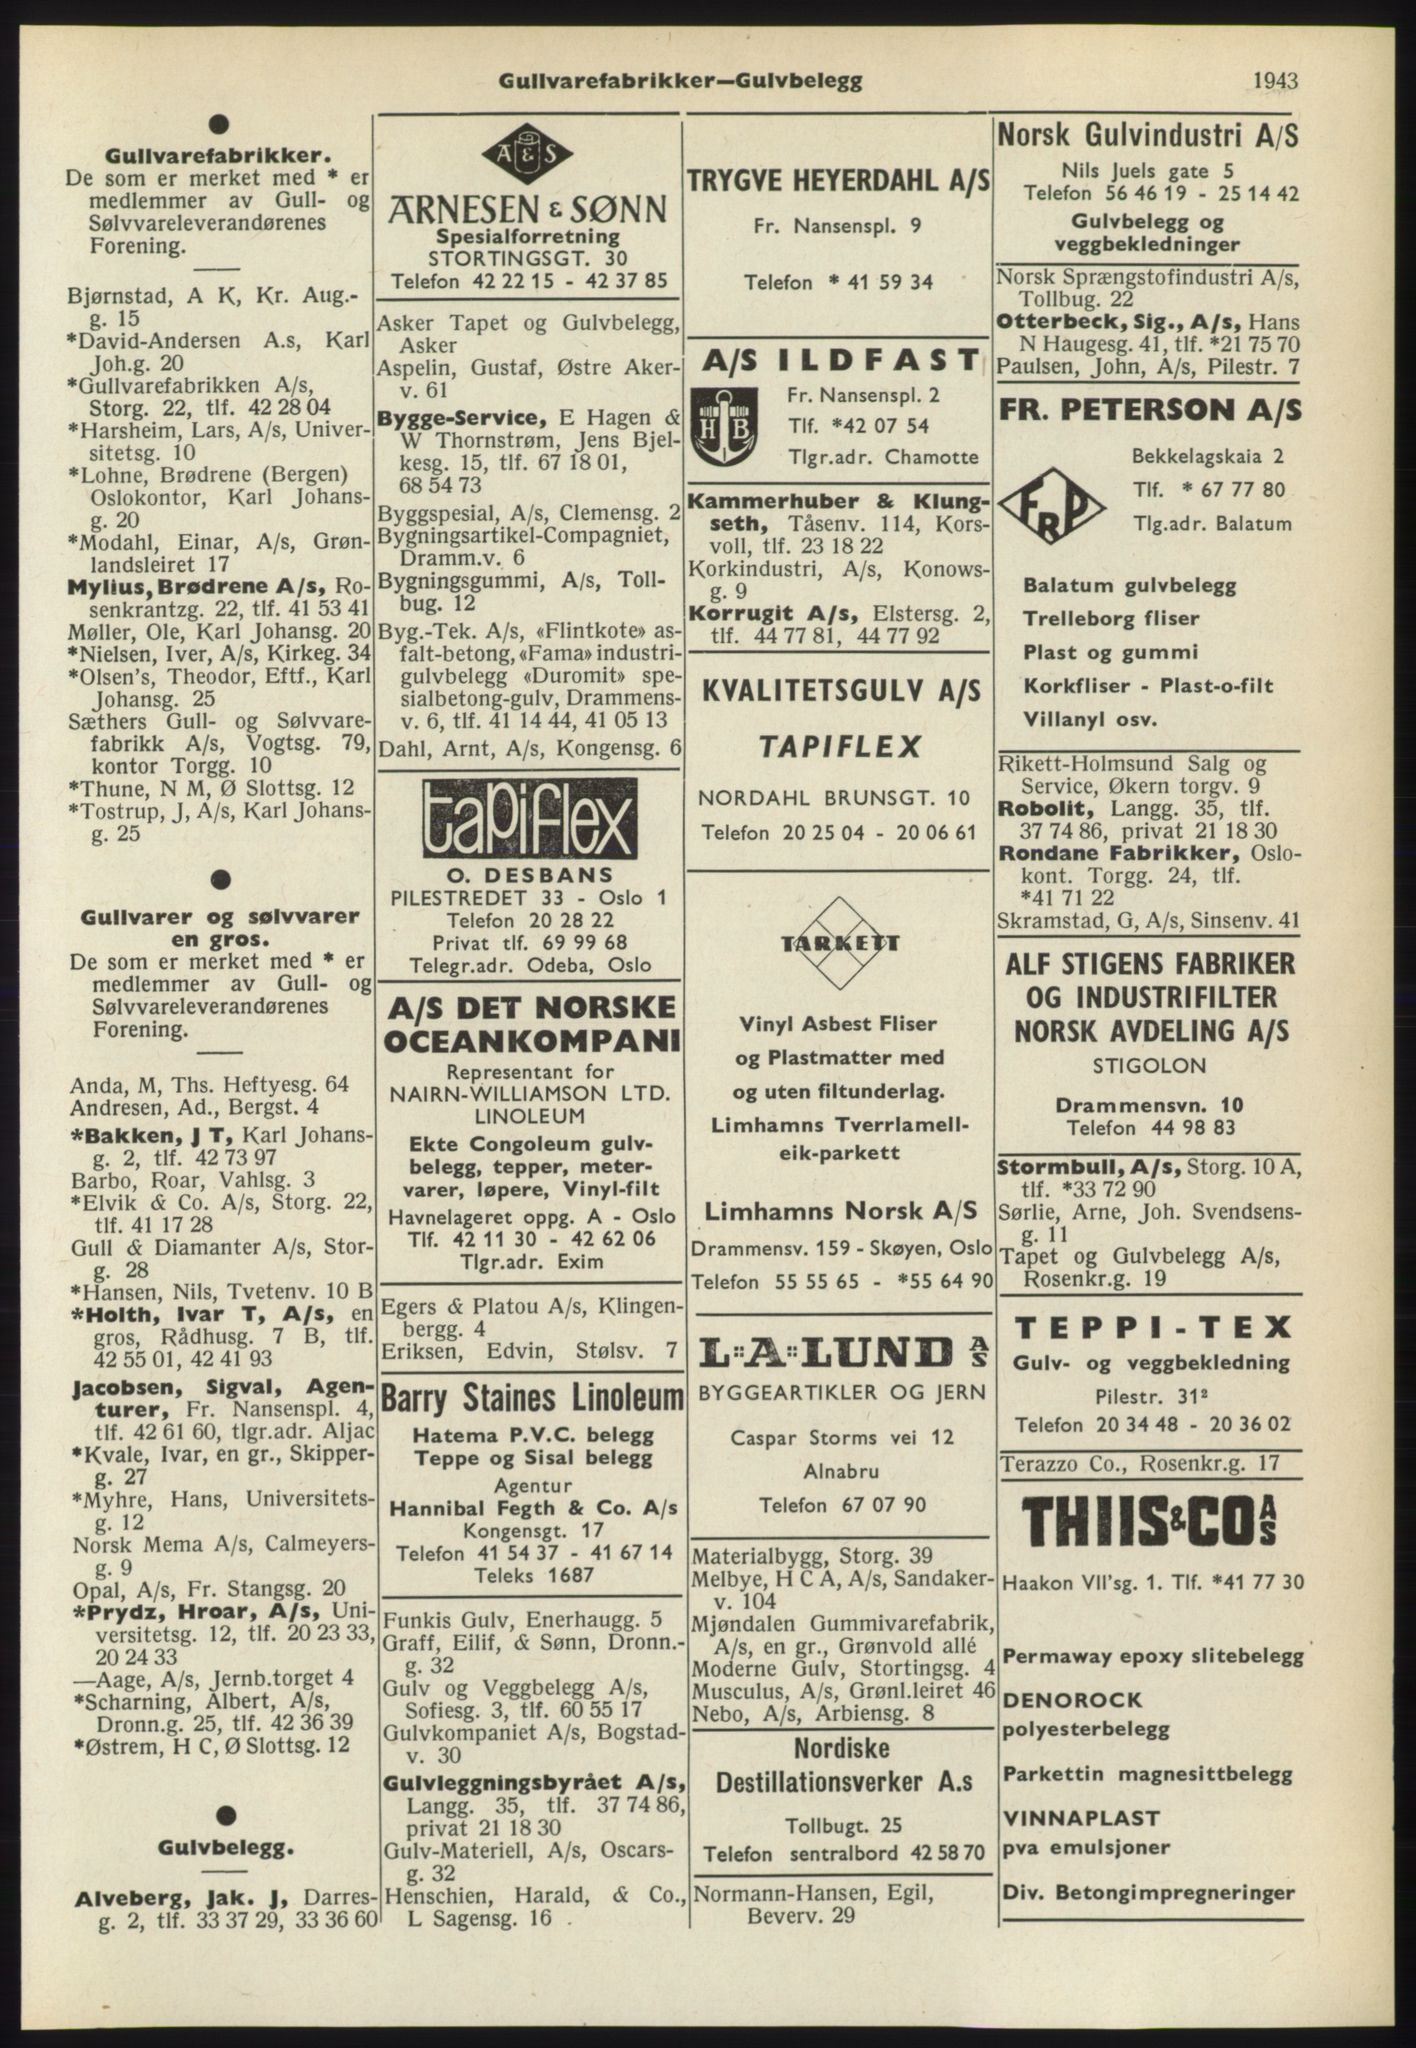 Gullvarefabrikker—Gulvbelegg
1943
Gullvarefabrikker.
De som er merket med * er
medlemmer av Gull- og
Sølvvareleverandørenes
Forening.
Bjørnstad, A K, Kr. Aug.-
g. 15
*David-Andersen A.s, Karl
Joh.g. 20
*Gullvarefabrikken A/s,
Storg. 22, tlf. 42 28 04
*Harsheim, Lars, A/s, Univer-
sitetsg. 10
*Lohne, Brødrene (Bergen)
Oslokontor, Karl Johans-
g. 20
*Modahl, Einar, A/s, Grøn-
landsleiret 17
Mylius, Brødrene A/s, Ro-
senkrantzg. 22, tlf. 41 53 41
Møller, Ole, Karl Johansg. 20
*Nielsen, Iver, A/s, Kirkeg. 34
*Olsen's, Theodor, Eftf., Karl
Johansg. 25
Sæthers Gull- og Sølvvare-
fabrikk A/s, Vogtsg. 79,
kontor Torgg. 10
*Thune, N M, Ø Slottsg. 12
*Tostrup, J, A/s, Karl Johans-
g. 25
Gullvarer og sølvvarer
en gros.
De som er merket med * er
medlemmer av Gull- og
Sølvvareleverandørenes
Forening.
Anda, M, Ths. Heftyesg. 64
Andresen, Ad., Bergst. 4
*Bakken, J T, Karl Johans-
g. 2, tlf. 42 73 97
Barbo, Roar, Vahlsg. 3
*Elvik & Co. A/s, Storg. 22,
tlf. 41 17 28
Gull & Diamanter A/s, Stor-
g. 28
*Hansen, Nils, Tvetenv. 10 B
*Holth, Ivar T, A/s, en
gros, Rådhusg. 7 B, tlf.
42 55 01, 42 41 93
Jacobsen, Sigval, Agen-
turer, Fr. Nansenspl. 4,
tlf. 42 61 60, tlgr.adr. Aljac
*Kvale, Ivar, en gr., Skipper-
g. 27
*Myhre, Hans, Universitets-
g. 12
Norsk Mema A/s, Calmeyers-
g. 9
Opal, A/s, Fr. Stangsg. 20
*Prydz, Hroar, A/s, Uni-
versitetsg. 12, tlf. 20 23 33,
20 24 33
—Aage, A/s, Jernb.torget 4
*Scharning, Albert, A/s,
Dronn.g. 25, tlf. 42 36 39
*Østrem, H C, Ø Slottsg. 12
Gulvbelegg.
Alveberg, Jak. J, Darres-
g. 2, tlf. 33 37 29, 33 36 60
A & S
ARNESEN & SØNN
Spesialforretning
STORTINGSGT. 30
Telefon 42 22 15 - 42 37 85
Asker Tapet og Gulvbelegg,
Asker
Aspelin, Gustaf, Østre Aker-
v. 61
Bygge-Service, E Hagen &
W Thornstrøm, Jens Bjel-
kesg. 15, tlf. 67 18 01,
68 54 73
Byggspesial, A/s, Clemensg. 2
Bygningsartikel-Compagniet,
Dramm.v. 6
Bygningsgummi, A/s, Toll-
bug. 12
Byg.-Tek. A/s, «Flintkote» as-
falt-betong, «Fama» industri-
gulvbelegg «Duromit» spe-
sialbetong-gulv, Drammens-
v. 6, tlf. 41 14 44, 41 05 13
Dahl, Arnt, A/s, Kongensg. 6
tapiflex
O. DESBANS
PILESTREDET 33 - Oslo 1
Telefon 20 28 22
Privat tlf. 69 99 68
Telegr.adr. Odeba, Oslo
A/S DET NORSKE
OCEANKOMPANI
Representant for
NAIRN-WILLIAMSON LTD.
LINOLEUM
Ekte Congoleum gulv-
belegg, tepper, meter-
varer, løpere, Vinyl-filt
Havnelageret oppg. A - Oslo
Tlf. 42 11 30 - 42 62 06
Tlgr.adr. Exim
Egers & Platou A/s, Klingen-
bergg. 4
Eriksen, Edvin, Stølsv. 7
Barry Staines Linoleum
Hatema P.V.C. belegg
Teppe og Sisal belegg
Agentur
Hannibal Fegth & Co. A/s
Kongensgt. 17
Telefon 41 54 37 - 41 67 14
Teleks 1687
Funkis Gulv, Enerhaugg. 5
Graff, Eilif, & Sønn, Dronn.-
g. 32
Gulv og Veggbelegg A/s,
Sofiesg. 3, tlf. 60 55 17
Gulvkompaniet A/s, Bogstad-
v. 30
Gulvleggningsbyrået A/s,
Langg. 35, tlf. 37 74 86,
privat 21 18 30
Gulv-Materiell, A/s, Oscars-
g. 32
Henschien, Harald, & Co.,
L Sagensg. 16
TRYGVE HEYERDAHL A/S
Fr. Nansenspl. 9
Telefon * 41 59 34
A/S ILDFAST
H B
Fr. Nansenspl. 2
Tlf. *42 07 54
Tlgr.adr. Chamotte
Kammerhuber & Klung-
seth, Tåsenv. 114, Kors-
voll, tlf. 23 18 22
Korkindustri, A/s, Konows-
g. 9
Korrugit A/s, Elstersg. 2,
tlf. 44 77 81, 44 77 92
KVALITETSGULV A/S
TAPIFLEX
NORDAHL BRUNSGT. 10
Telefon 20 25 04 - 20 06 61
TARKETT
Vinyl Asbest Fliser
og Plastmatter med
og uten filtunderlag.
Limhamns Tverrlamell-
eik-parkett
Limhamns Norsk A/S
Drammensv. 159 - Skøyen, Oslo
Telefon 55 55 65 - *55 64 90
L::A::LUND A/S
BYGGEARTIKLER OG JERN
Caspar Storms vei 12
Alnabru
Telefon 67 07 90
Materialbygg, Storg. 39
Melbye, H C A, A/s, Sandaker-
v. 104
Mjøndalen Gummivarefabrik,
A/s, en gr., Grønvold allé
Moderne Gulv, Stortingsg. 4
Musculus, A/s, Grønl.leiret 46
Nebo, A/s, Arbiensg. 8
Nordiske
Destillationsverker A.s
Tollbugt. 25
Telefon sentralbord 42 58 70
Normann-Hansen, Egil,
Beverv. 29
Norsk Gulvindustri A/S
Nils Juels gate 5
Telefon 56 46 19 - 25 14 42
Gulvbelegg og
veggbekledninger
Norsk Sprængstofindustri A/s,
Tollbug. 22
Otterbeck, Sig., A/s, Hans
N Haugesg. 41, tlf. *21 75 70
Paulsen, John, A/s, Pilestr. 7
FR. PETERSON A/S
FRP
Bekkelagskaia 2
Tlf. * 67 77 80
Tlg.adr. Balatum
Balatum gulvbelegg
Trelleborg fliser
Plast og gummi
Korkfliser - Plast-o-filt
Villanyl osv.
Rikett-Holmsund Salg og
Service, Økern torgv. 9
Robolit, Langg. 35, tlf.
37 74 86, privat 21 18 30
Rondane Fabrikker, Oslo-
kont. Torgg. 24, tlf.
*41 71 22
Skramstad, G, A/s, Sinsenv. 41
ALF STIGENS FABRIKER
OG INDUSTRIFILTER
NORSK AVDELING A/S
STIGOLON
Drammensvn. 10
Telefon 44 98 83
Stormbull, A/s, Storg. 10 A,
tlf. *33 72 90
Sørlie, Arne, Joh. Svendsens-
g. 11
Tapet og Gulvbelegg A/s,
Rosenkr.g. 19
TEPPI-TEX
Gulv- og veggbekledning
Pilestr. 31²
Telefon 20 34 48 - 20 36 02
Terazzo Co., Rosenkr.g. 17
THIIS & CO A/S
Haakon VII'sg. 1. Tlf. *41 77 30
Permaway epoxy slitebelegg
DENOROCK
polyesterbelegg
Parkettin magnesittbelegg
VINNAPLAST
pva emulsjoner
Div. Betongimpregneringer